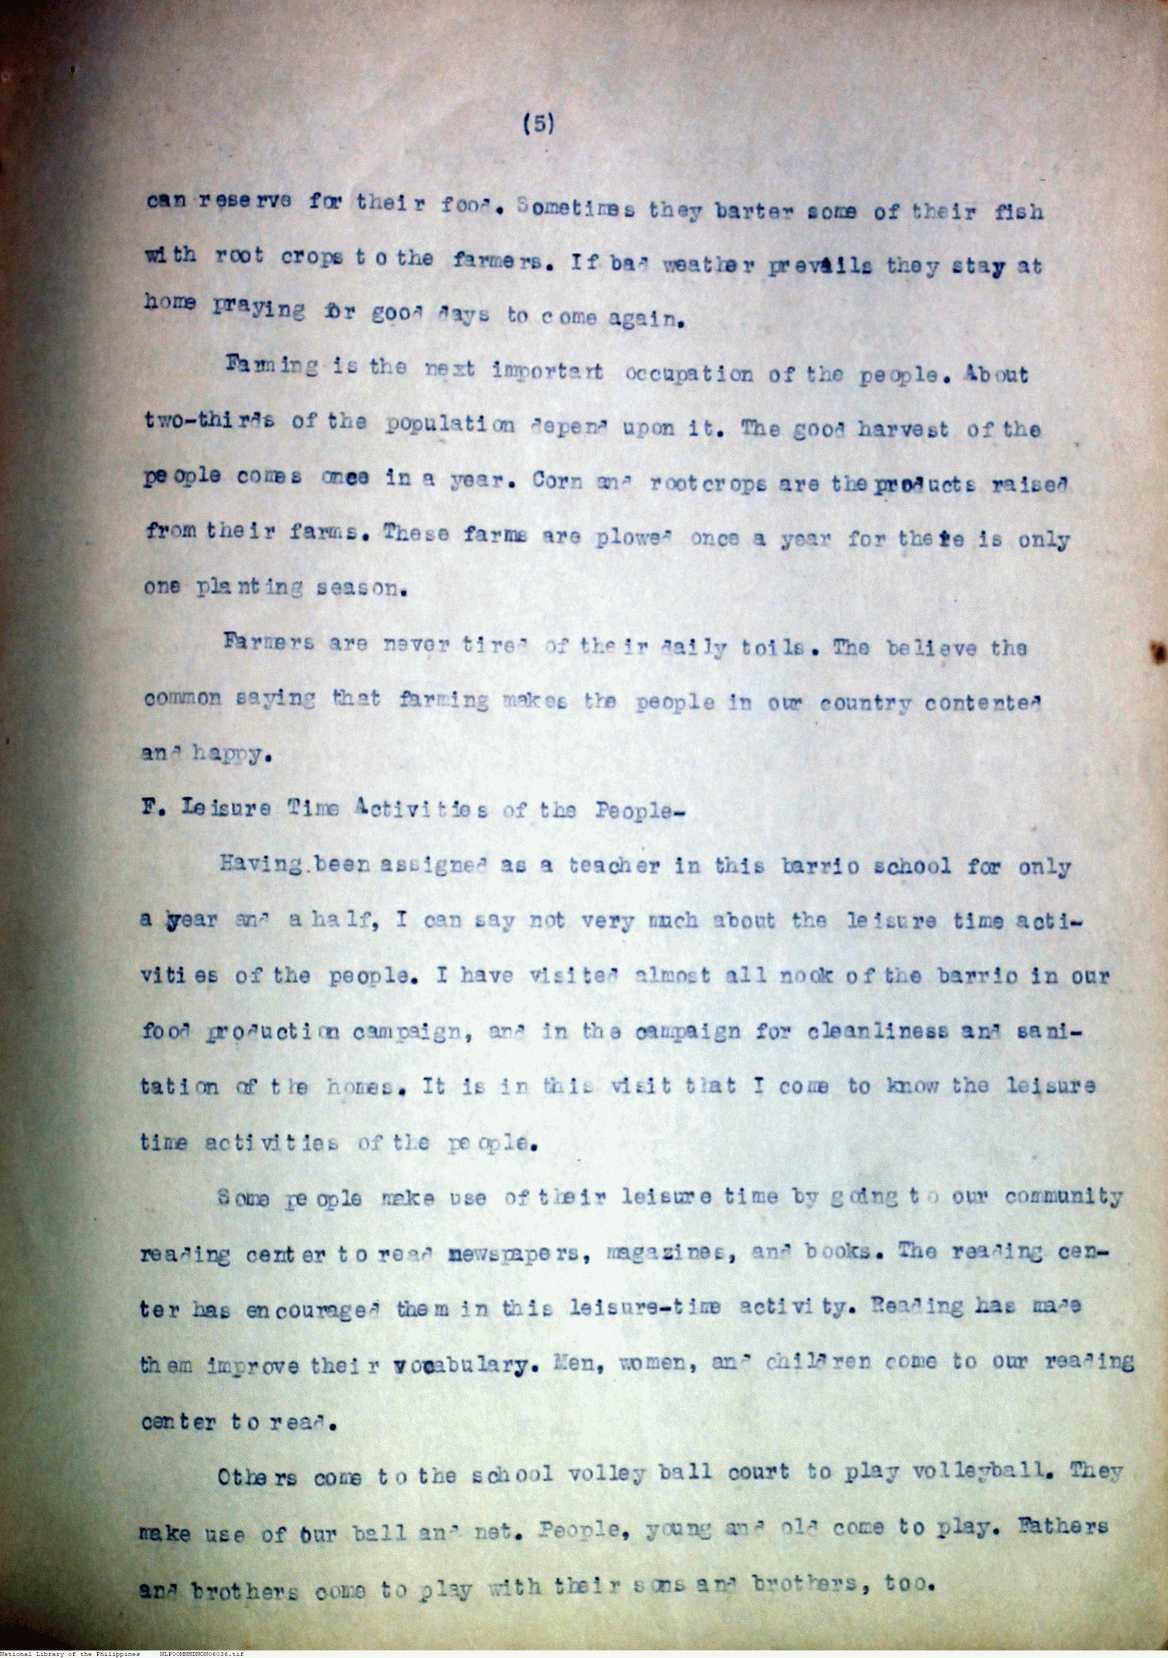 (5)
can reserve for their food. Sometimes they barter some of their fish
with root crops to the farmers. If bad weather prevails they stay at
home praying for good days to come again.
Farming is the next important occupation of the people. About
two-thirds of the population depend upon it. The good harvest of the
people comes once in a year. Corn and rootcrops are the products raised
from their farms. These farms are plowed once a year for there is only
one planting season.
Farmers are never tired of their daily toils. The believe the
common saying that farming makes the people in our country contented
and happy.
F. Leisure Time Activities of the People-
Having been assigned as a teacher in this barrio school for only
a year and a half, I can say not very much about the leisure time acti-
vities of the people. I have visited almost all nook of the barrio in our
food production campaign, and in the campaign for cleanliness and sani-
tation of the homes. It is in this visit that I come to know the leisure
time activities of the people.
Some people make use of their leisure time by going to our community
reading center to read newspapers, magazines, and books. The reading cen-
ter has encouraged them in this leisure-time activity. Reading has made
them improve their vocabulary. Men, women, and children come to our reading
center to read.
Others come to the school volley ball court to play volleyball. They
make use of our ball and net. People, young and old come to play. Fathers
and brothers come to play with their sons and brothers, too.
National Library of the Philippines